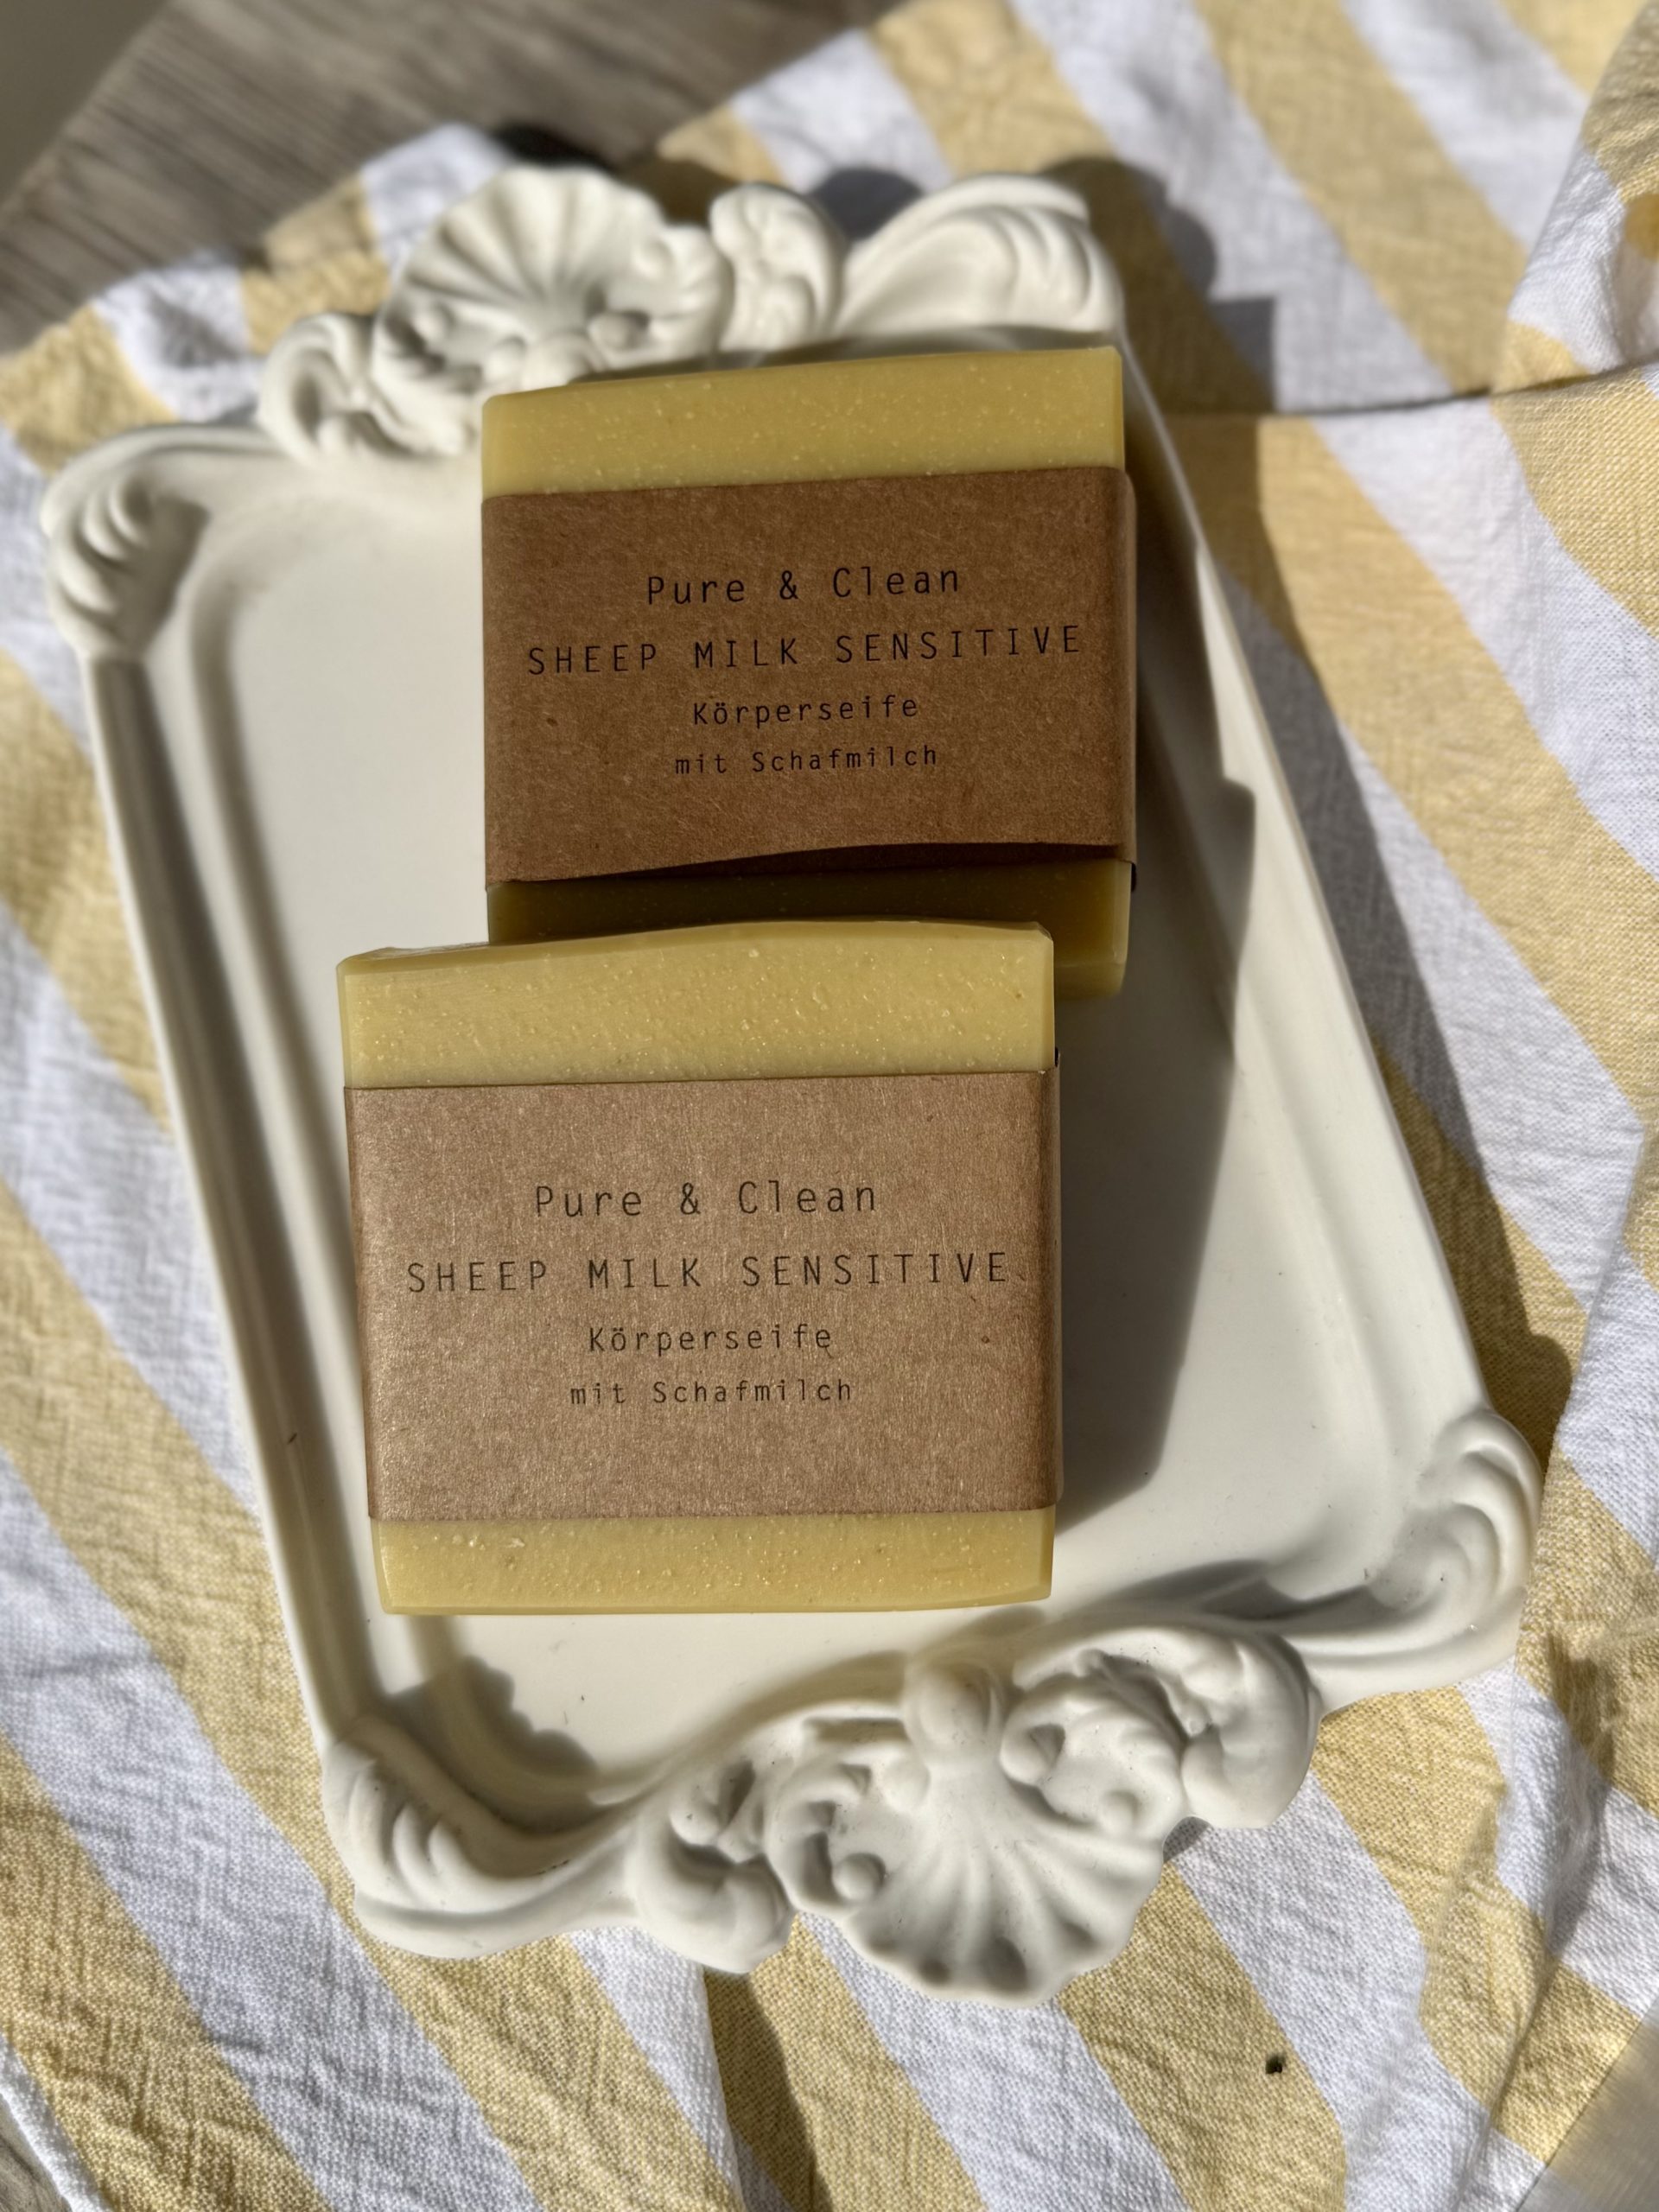 Pure & Clean
SHEEP MILK SENSITIVE
Körperseife
mit Schafmilch
Pure & Clean
SHEEP MILK SENSITIVE
Körperseife
mit Schafmilch